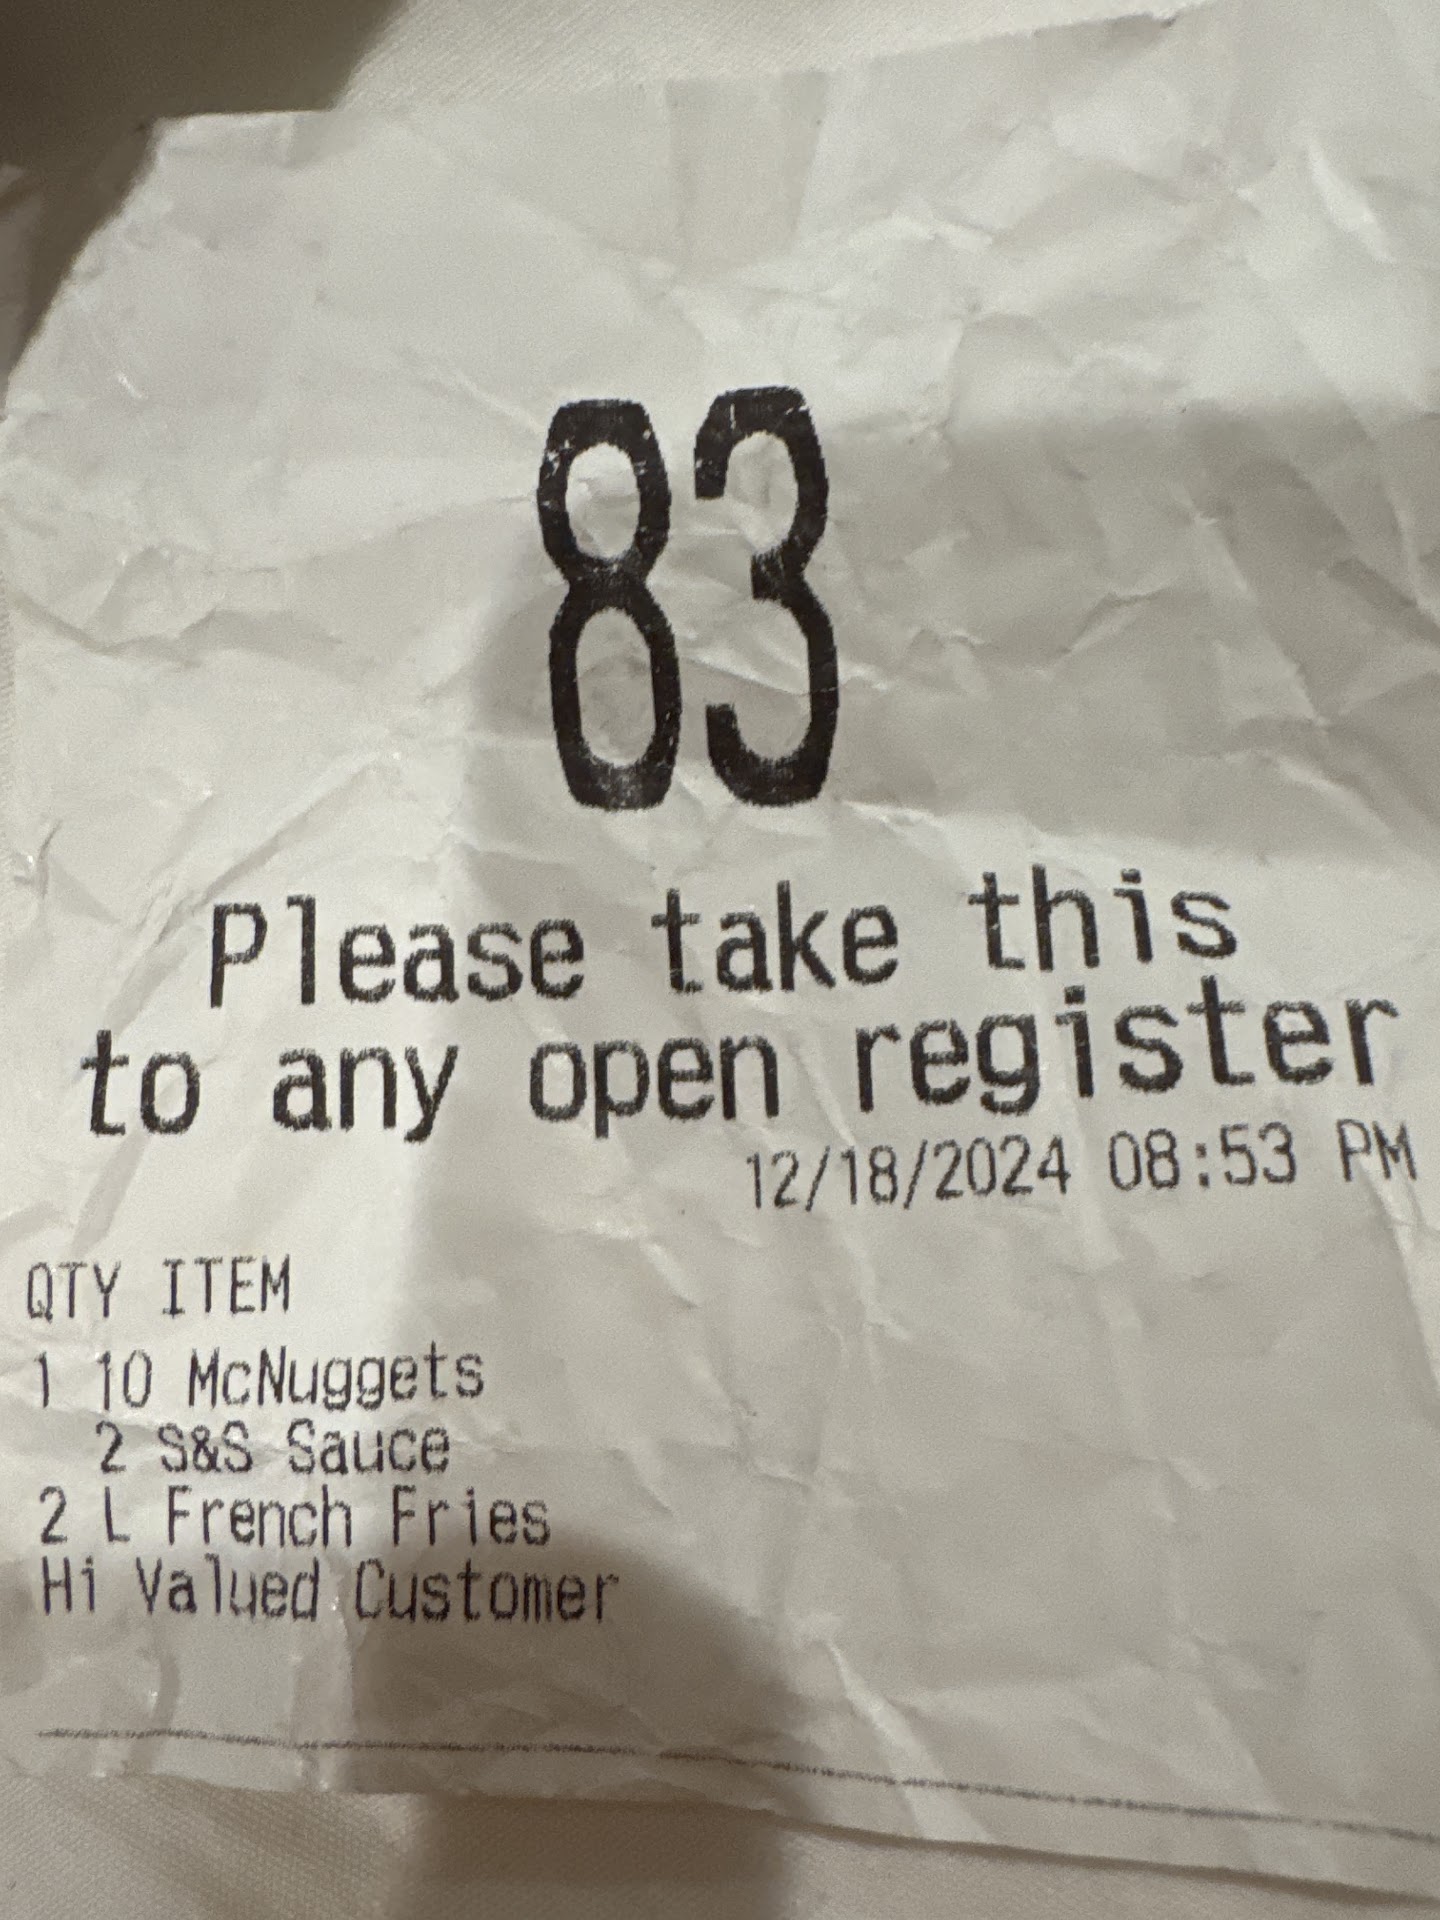 83
Please take this
to any open register
12/18/2024 08:53 PM
QTY ITEM
1 10 McNuggets
2 S&S Sauce
2 L French Fries
Hi Valued Customer